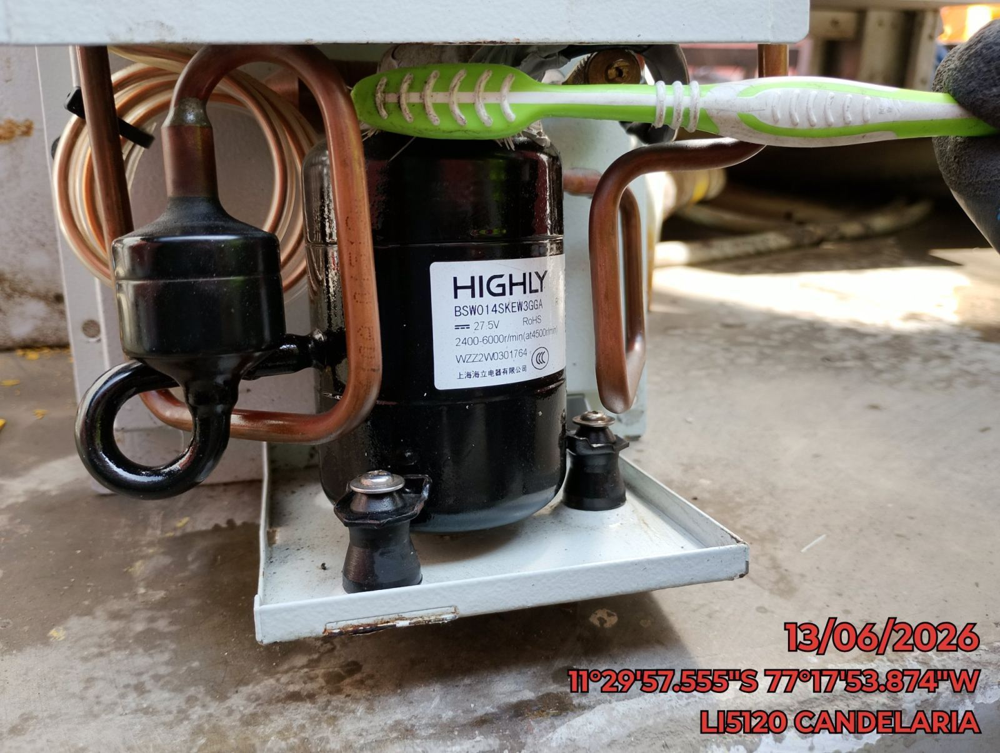 HIGHLY
BSW014SKEW3GGA
27.5V RoHS
2400-6000r/min(at4500r/min)
WZZ2W0301764
上海海立电器有限公司
13/06/2026
11°29'57.555"S 77°17'53.874"W
LI5120 CANDELARIA